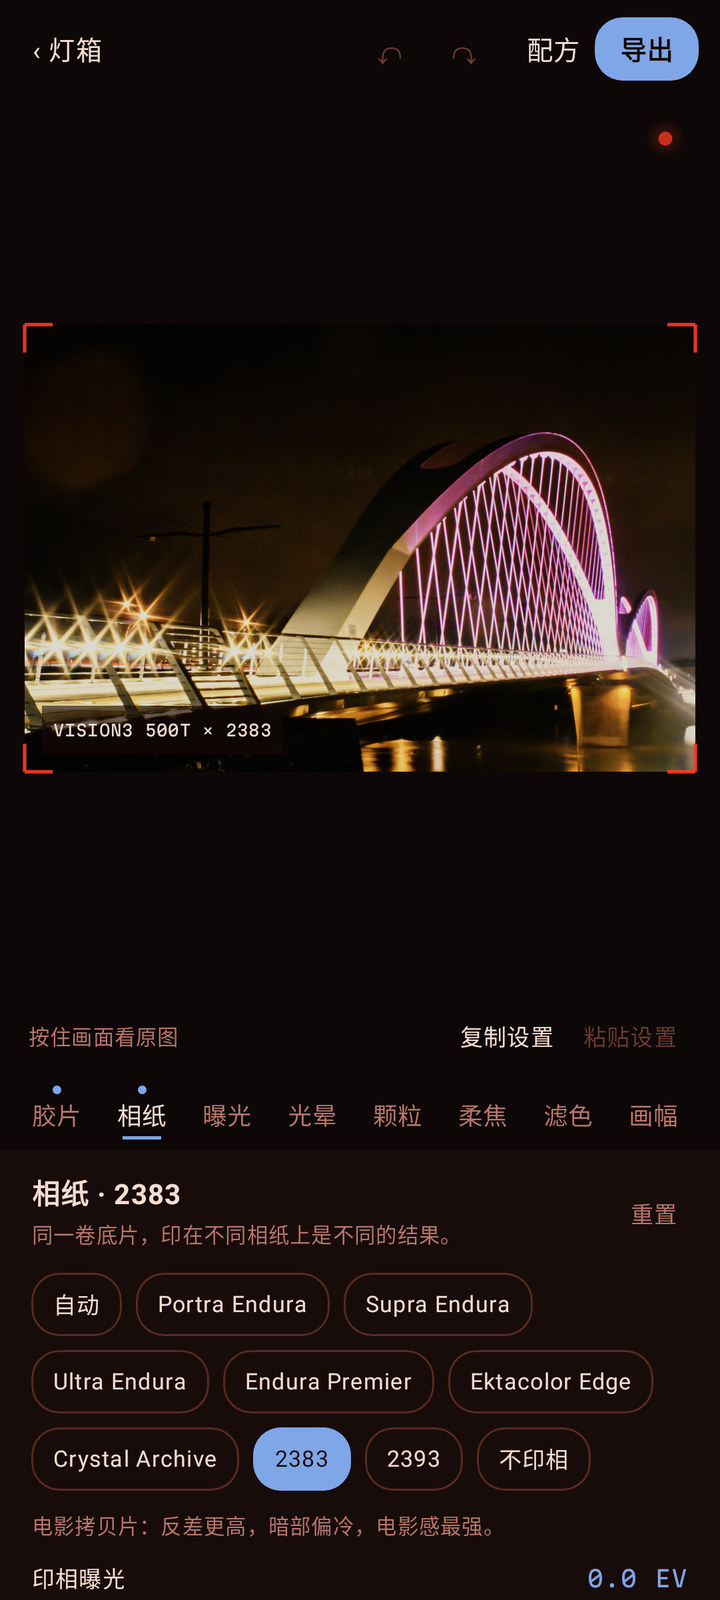 ‹ 灯箱 配方 导出
VISION3 500T × 2383
按住画面看原图 复制设置 粘贴设置
胶片 相纸 曝光 光晕 颗粒 柔焦 滤色 画幅
相纸 · 2383
重置
同一卷底片，印在不同相纸上是不同的结果。
自动 Portra Endura Supra Endura
Ultra Endura Endura Premier Ektacolor Edge
Crystal Archive 2383 2393 不印相
电影拷贝片：反差更高，暗部偏冷，电影感最强。
印相曝光 0.0 EV